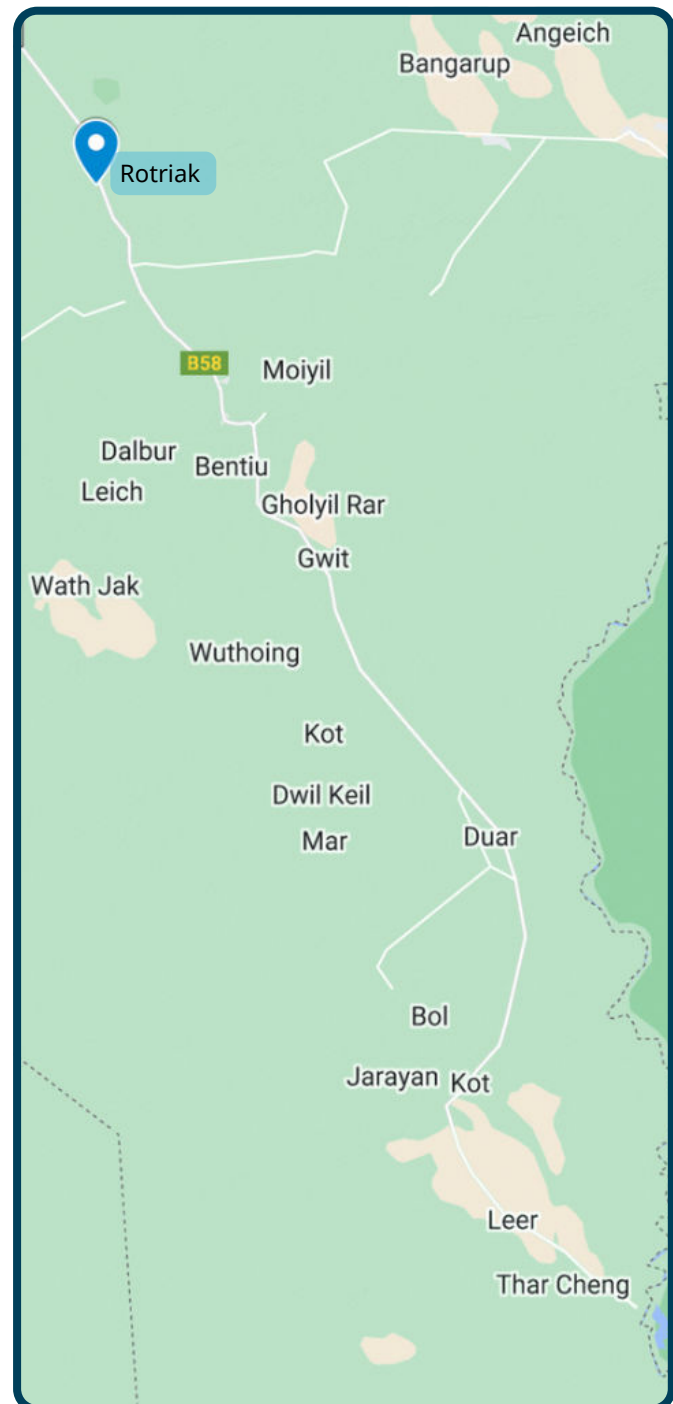 Angeich
Bangarup
Rotriak
B58
Moiyil
Dalbur
Bentiu
Leich
Gholyil Rar
Gwit
Wath Jak
Wuthoing
Kot
Dwil Keil
Mar
Duar
Bol
Jarayan
Kot
Leer
Thar Cheng